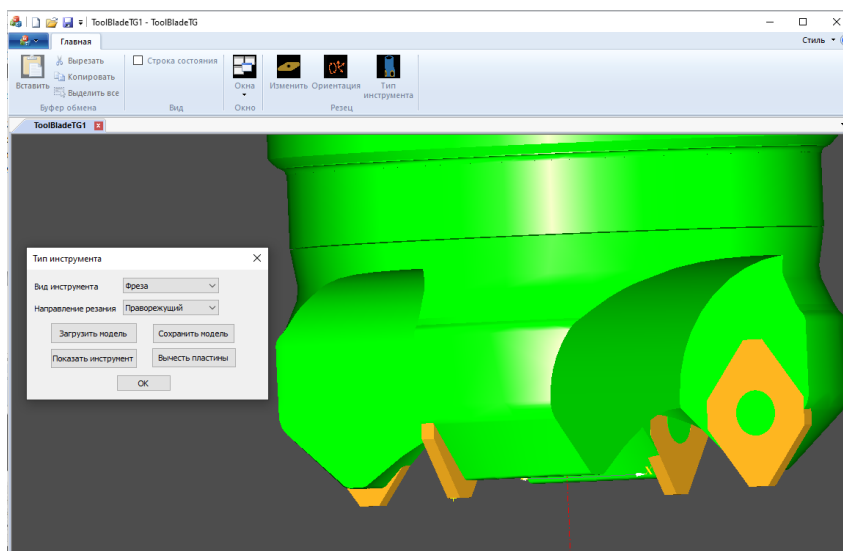 ToolBladeTG1 - ToolBladeTG
Главная
Стиль
Вставить
Вырезать
Копировать
Выделить все
Буфер обмена
Строка состояния
Вид
Окна
Окно
Изменить Ориентация Тип инструмента
Резец
ToolBladeTG1
Тип инструмента
Вид инструмента Фреза
Направление резания Праворежущий
Загрузить модель Сохранить модель
Показать инструмент Вычесть пластины
ОК